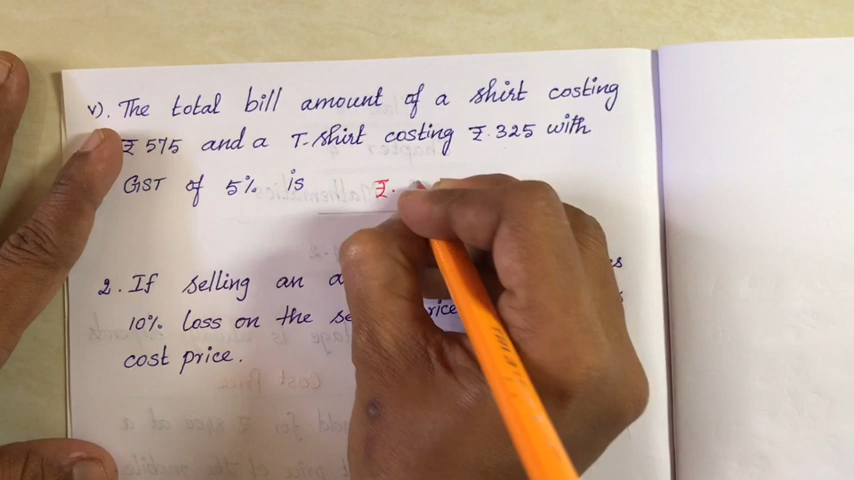 v). The total bill amount of a shirt costing
₹ 575 and a T-shirt costing ₹. 325 with
GST of 5% is ₹.
2. If selling an
10% loss on the
cost price.